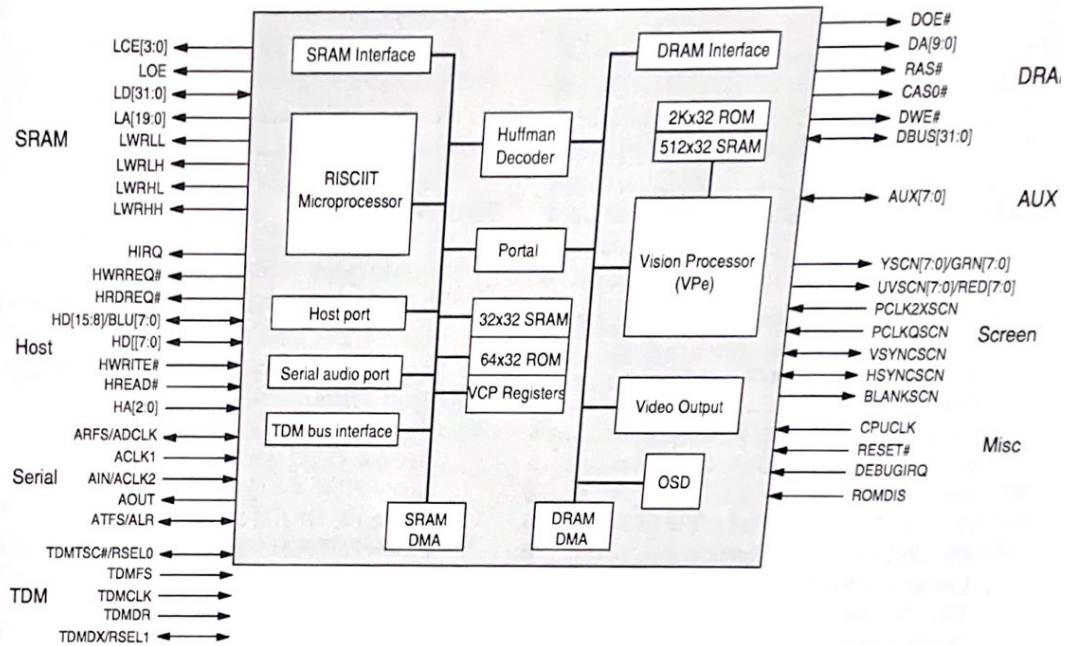 SRAM
LCE[3:0]
LOE
LD[31:0]
LA[19:0]
LWRLL
LWRLH
LWRHL
LWRHH
Host
HIRQ
HWRREQ#
HRDREQ#
HD[15:8]/BLU[7:0]
HD[[7:0]
HWRITE#
HREAD#
HA[2:0]
Serial
ARFS/ADCLK
ACLK1
AIN/ACLK2
AOUT
ATFS/ALR
TDM
TDMTSC#/RSEL0
TDMFS
TDMCLK
TDMDR
TDMDX/RSEL1
SRAM Interface
RISCIIT
Microprocessor
Host port
Serial audio port
TDM bus interface
SRAM
DMA
Huffman
Decoder
Portal
32x32 SRAM
64x32 ROM
VCP Registers
DRAM
DMA
DRAM Interface
2Kx32 ROM
512x32 SRAM
Vision Processor
(VPe)
Video Output
OSD
DOE#
DA[9:0]
RAS#
CAS0#
DWE#
DBUS[31:0]
DRA
AUX[7:0]
AUX
YSCN[7:0]/GRN[7:0]
UVSCN[7:0]/RED[7:0]
PCLK2XSCN
PCLKQSCN
VSYNCSCN
HSYNCSCN
BLANKSCN
Screen
CPUCLK
RESET#
DEBUGIRQ
ROMDIS
Misc